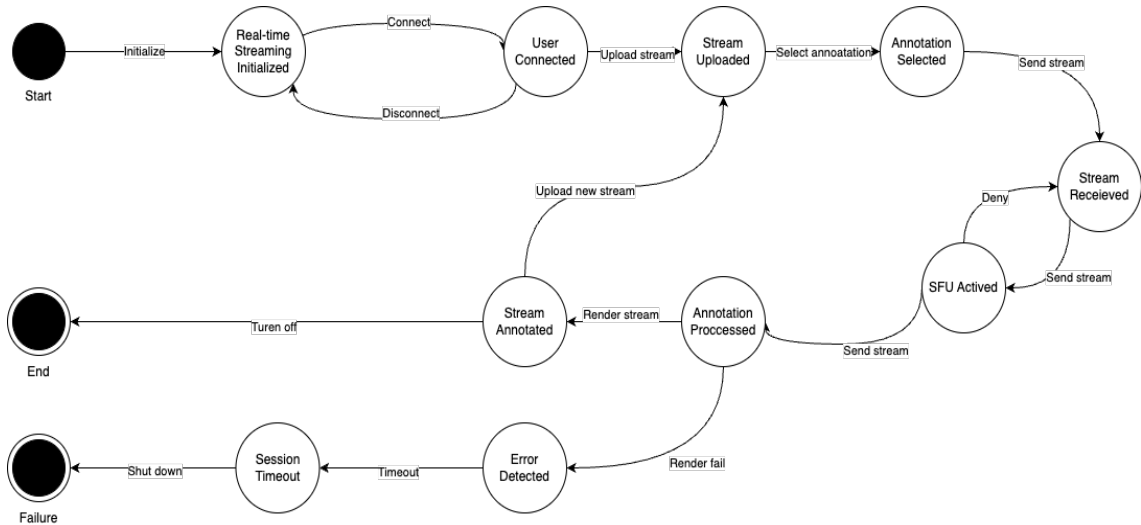 Initialize
Real-time
Streaming
Initialized
Connect
Disconnect
User
Connected
Upload stream
Stream
Uploaded
Select annoatation
Annotation
Selected
Send stream
Start
Stream
Receieved
Deny
Send stream
SFU Actived
Upload new stream
Send stream
Annotation
Proccessed
Render stream
Stream
Annotated
Turen off
End
Render fail
Error
Detected
Timeout
Session
Timeout
Shut down
Failure